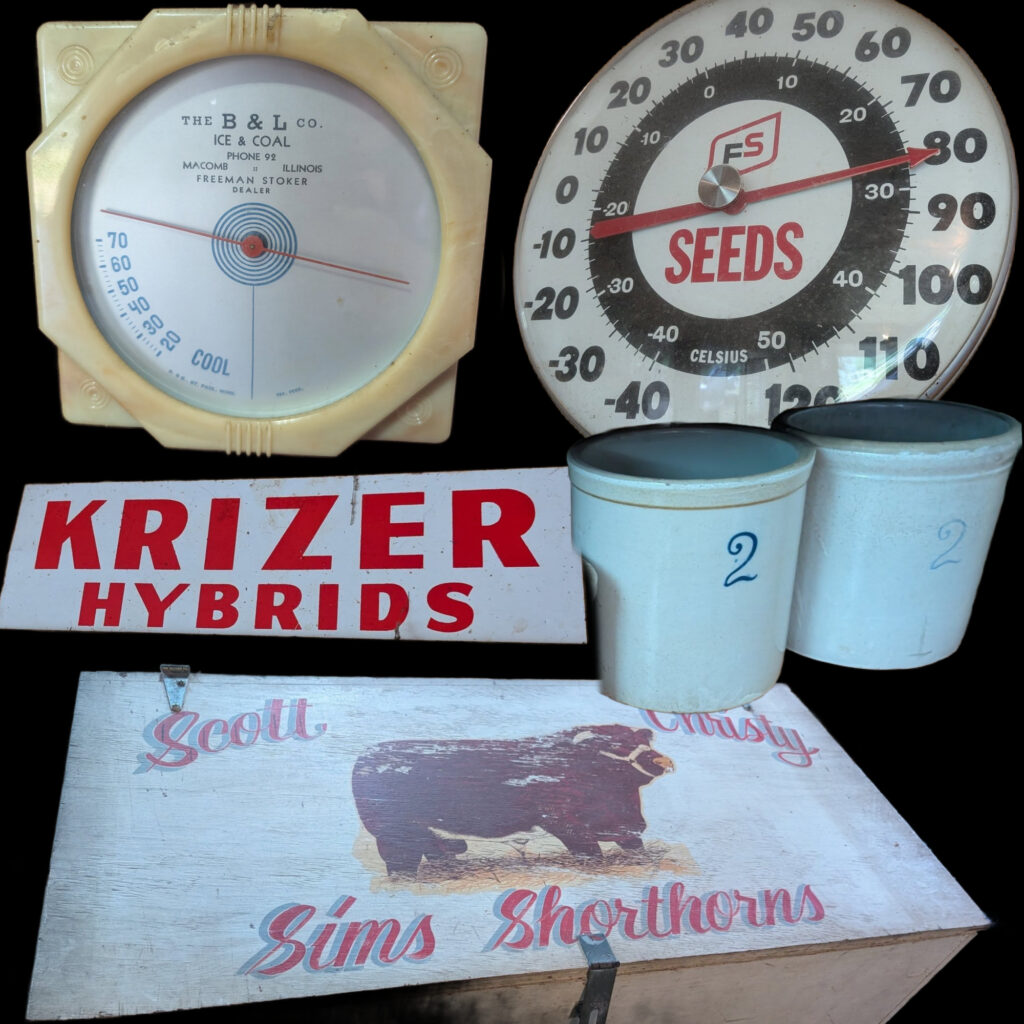 THE B & L CO.
ICE & COAL
PHONE 92
MACOMB :: ILLINOIS
FREEMAN STOKER
DEALER
70
60
50
40
30
20
COOL
-40
-30
-20
-10
0
10
20
30
40
50
60
70
80
90
100
110
120
-40
-30
-20
-10
0
10
20
30
40
50
CELSIUS
FS
SEEDS
KRIZER
HYBRIDS
2
2
Scott Christy
Sims Shorthorns